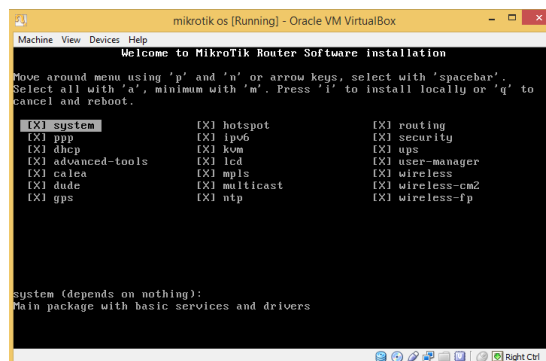 mikrotik os [Running] - Oracle VM VirtualBox
Machine View Devices Help
Welcome to MikroTik Router Software installation
Move around menu using 'p' and 'n' or arrow keys, select with 'spacebar'.
Select all with 'a', minimum with 'm'. Press 'i' to install locally or 'q' to
cancel and reboot.
[X] system [X] hotspot [X] routing
[X] ppp [X] ipv6 [X] security
[X] dhcp [X] kvm [X] ups
[X] advanced-tools [X] lcd [X] user-manager
[X] calea [X] mpls [X] wireless
[X] dude [X] multicast [X] wireless-cm2
[X] gps [X] ntp [X] wireless-fp
system (depends on nothing):
Main package with basic services and drivers
Right Ctrl